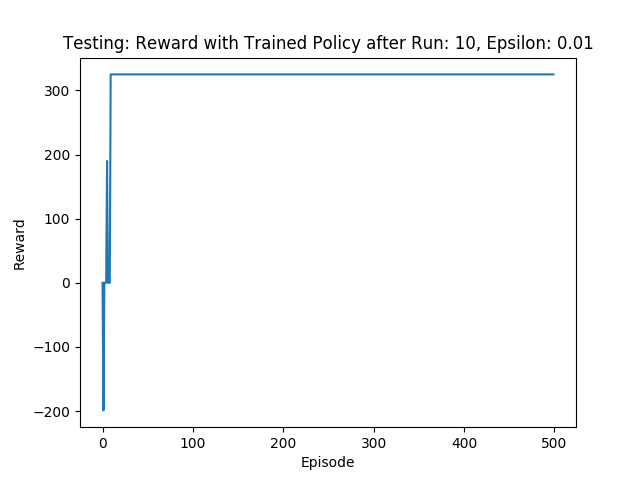 Testing: Reward with Trained Policy after Run: 10, Epsilon: 0.01
300
200
100
0
−100
−200
Reward
0 100 200 300 400 500
Episode